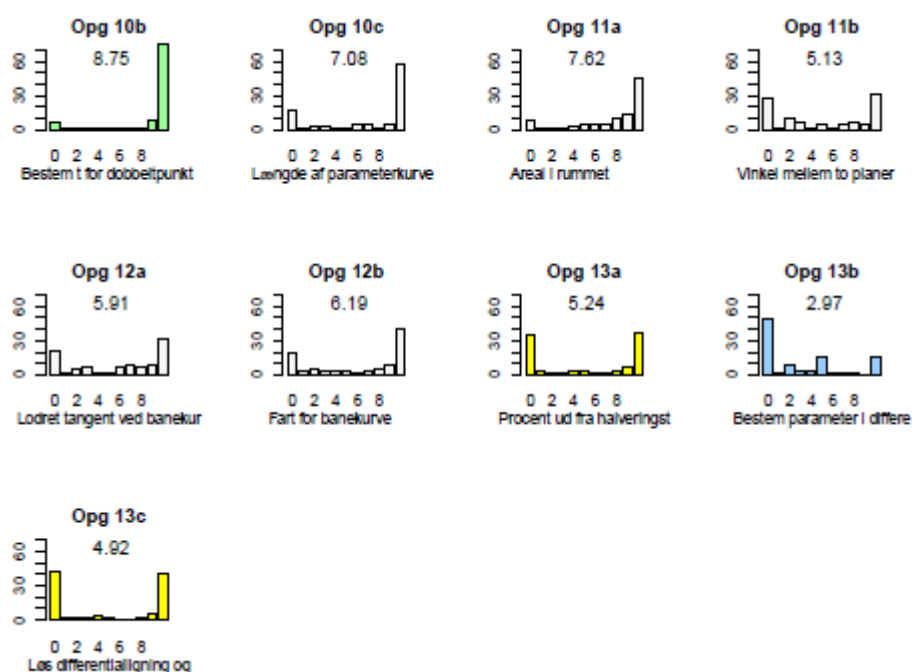 Opg 10b
8.75
0 30 60
0 2 4 6 8
Bestem t for dobbeltpunkt
Opg 10c
7.08
0 30 60
0 2 4 6 8
Længde af parameterkurve
Opg 11a
7.62
0 30 60
0 2 4 6 8
Areal i rummet
Opg 11b
5.13
0 30 60
0 2 4 6 8
Vinkel mellem to planer
Opg 12a
5.91
0 30 60
0 2 4 6 8
Lodret tangent ved banekur
Opg 12b
6.19
0 30 60
0 2 4 6 8
Fart for banekurve
Opg 13a
5.24
0 30 60
0 2 4 6 8
Procent ud fra halveringst
Opg 13b
2.97
0 30 60
0 2 4 6 8
Bestem parameter i differe
Opg 13c
4.92
0 30 60
0 2 4 6 8
Løs differentialligning og